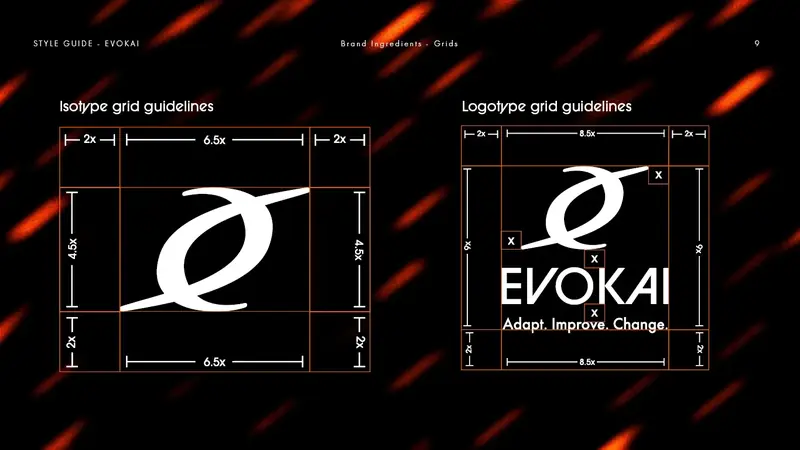 STYLE GUIDE - EVOKAI
Brand Ingredients - Grids
9
Isotype grid guidelines
2x
6.5x
2x
4.5x
4.5x
2x
2x
6.5x
Logotype grid guidelines
2x
8.5x
2x
x
9x
x
9x
x
EVOKAI
x
Adapt. Improve. Change.
2x
2x
8.5x